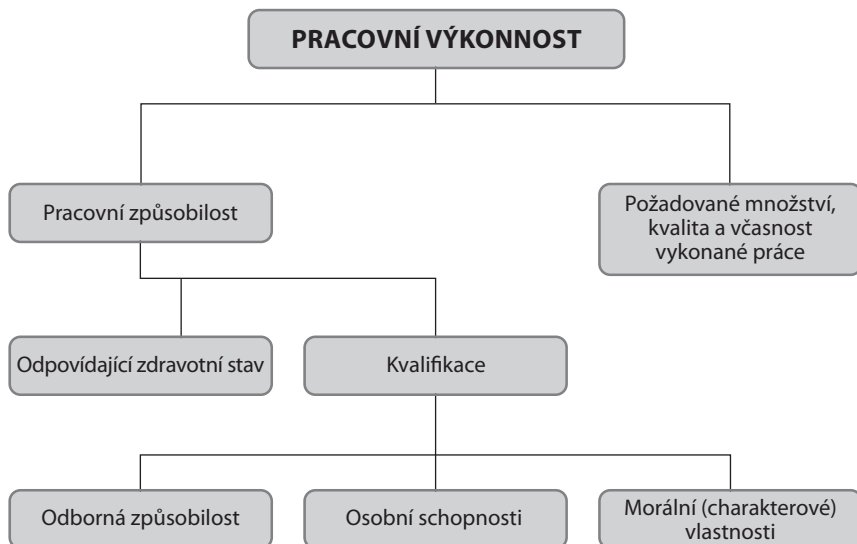 PRACOVNÍ VÝKONNOST
Pracovní způsobilost
Požadované množství,
kvalita a včasnost
vykonané práce
Odpovídající zdravotní stav
Kvalifikace
Odborná způsobilost
Osobní schopnosti
Morální (charakterové)
vlastnosti